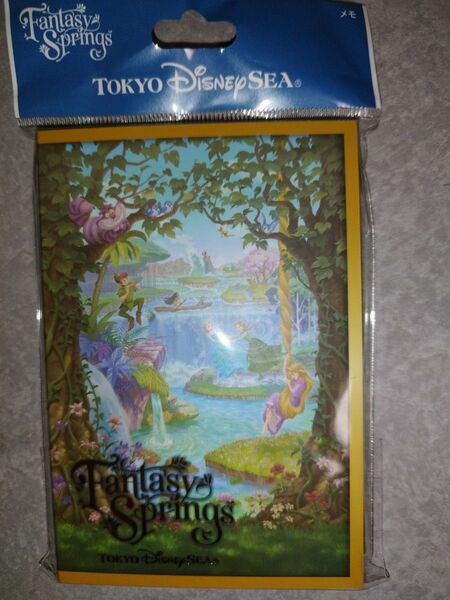 Fantasy
Springs
メモ
TOKYO DisneySEA®
Fantasy
Springs
TOKYO DisneySEA®